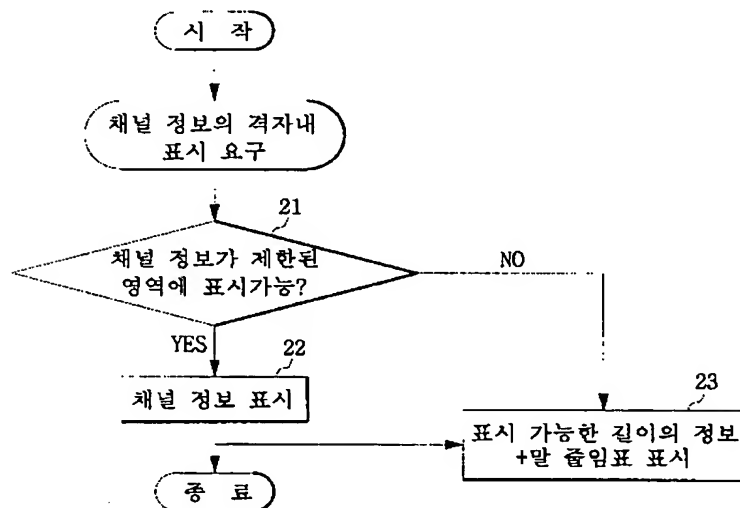 시 작
채널 정보의 격자내
표시 요구
21
채널 정보가 제한된
영역에 표시가능?
NO
YES
22
채널 정보 표시
23
표시 가능한 길이의 정보
+말 줄임표 표시
종 료